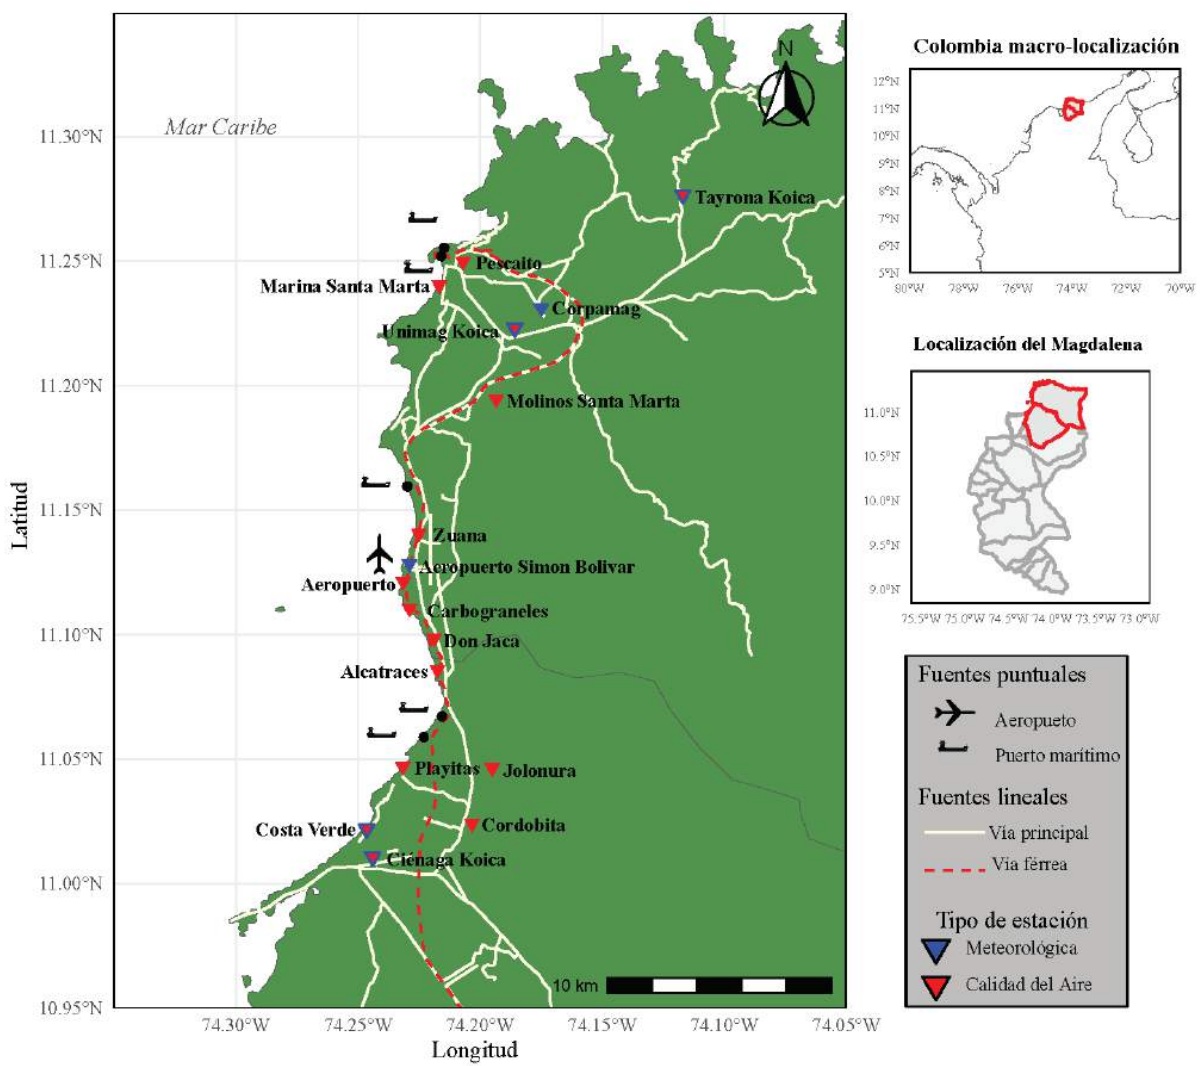 Mar Caribe
N
Tayrona Koica
Pescaito
Marina Santa Marta
Corpamag
Unimag Koica
Molinos Santa Marta
Zuana
Aeropuerto Simon Bolivar
Aeropuerto
Carbograneles
Don Jaca
Alcatraces
Playitas
Jolonura
Costa Verde
Cordobita
Ciénaga Koica
10 km
11.30°N
11.25°N
11.20°N
11.15°N
11.10°N
11.05°N
11.00°N
10.95°N
Latitud
74.30°W 74.25°W 74.20°W 74.15°W 74.10°W 74.05°W
Longitud
Colombia macro-localización
12°N
11°N
10°N
9°N
8°N
7°N
6°N
5°N
80°W 78°W 76°W 74°W 72°W 70°W
Localización del Magdalena
11.0°N
10.5°N
10.0°N
9.5°N
9.0°N
75.5°W 75.0°W 74.5°W 74.0°W 73.5°W 73.0°W
Fuentes puntuales
Aeropueto
Puerto marítimo
Fuentes lineales
Vía principal
Vía férrea
Tipo de estación
Meteorológica
Calidad del Aire